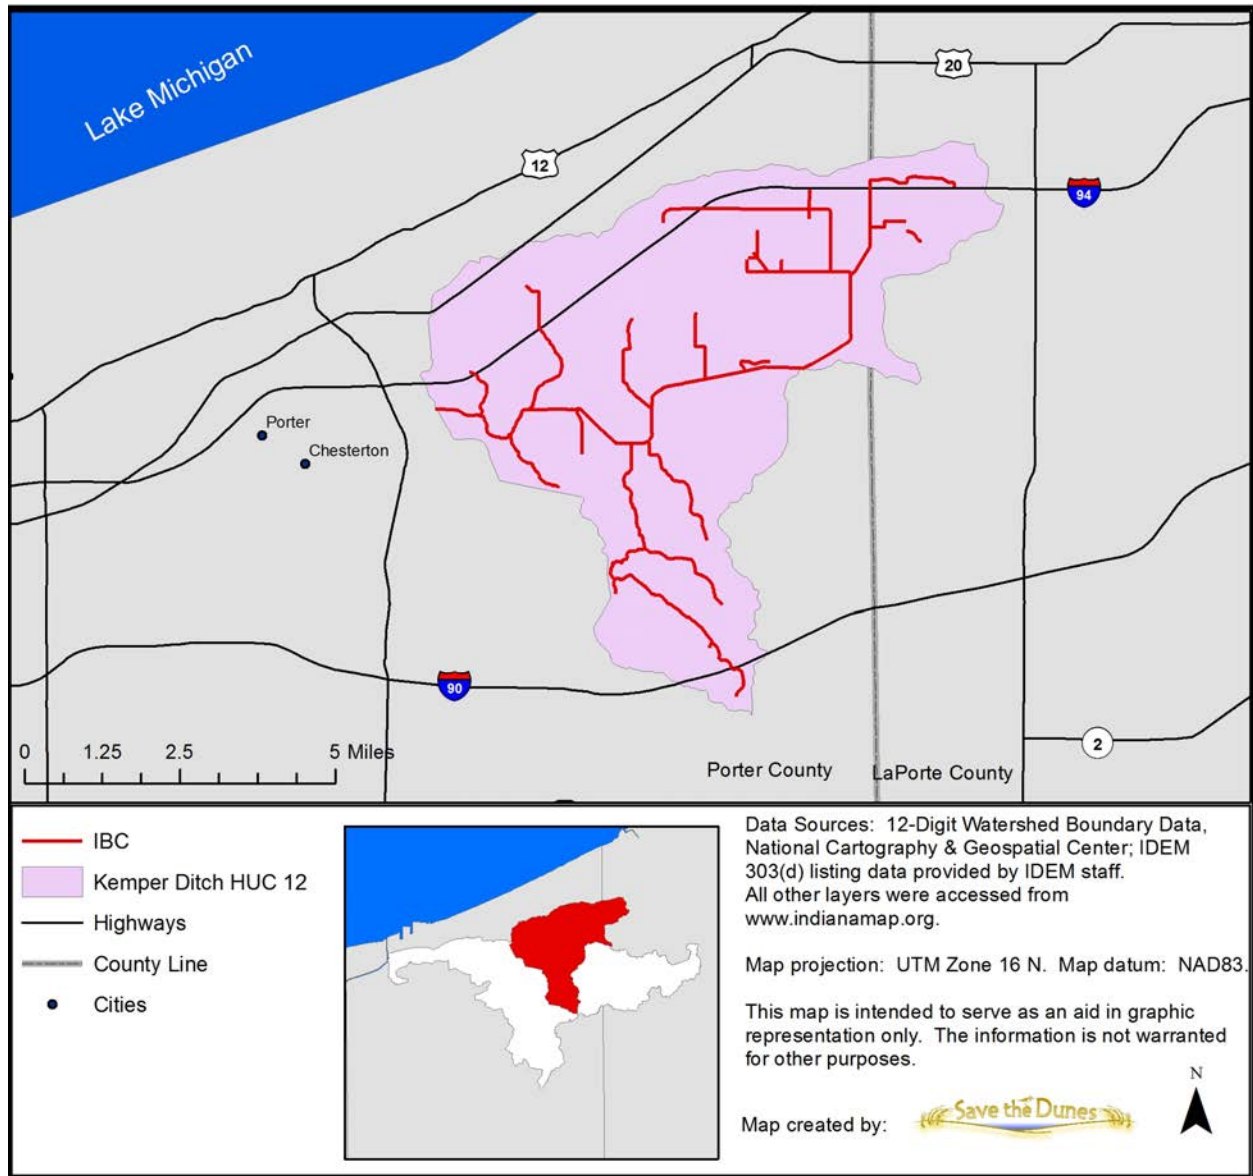 Lake Michigan
20
12
94
Porter
Chesterton
90
2
0 1.25 2.5 5 Miles
Porter County
LaPorte County
IBC
Kemper Ditch HUC 12
Highways
County Line
Cities
Data Sources: 12-Digit Watershed Boundary Data,
National Cartography & Geospatial Center; IDEM
303(d) listing data provided by IDEM staff.
All other layers were accessed from
www.indianamap.org.
Map projection: UTM Zone 16 N. Map datum: NAD83.
This map is intended to serve as an aid in graphic
representation only. The information is not warranted
for other purposes.
N
Map created by:
Save the Dunes